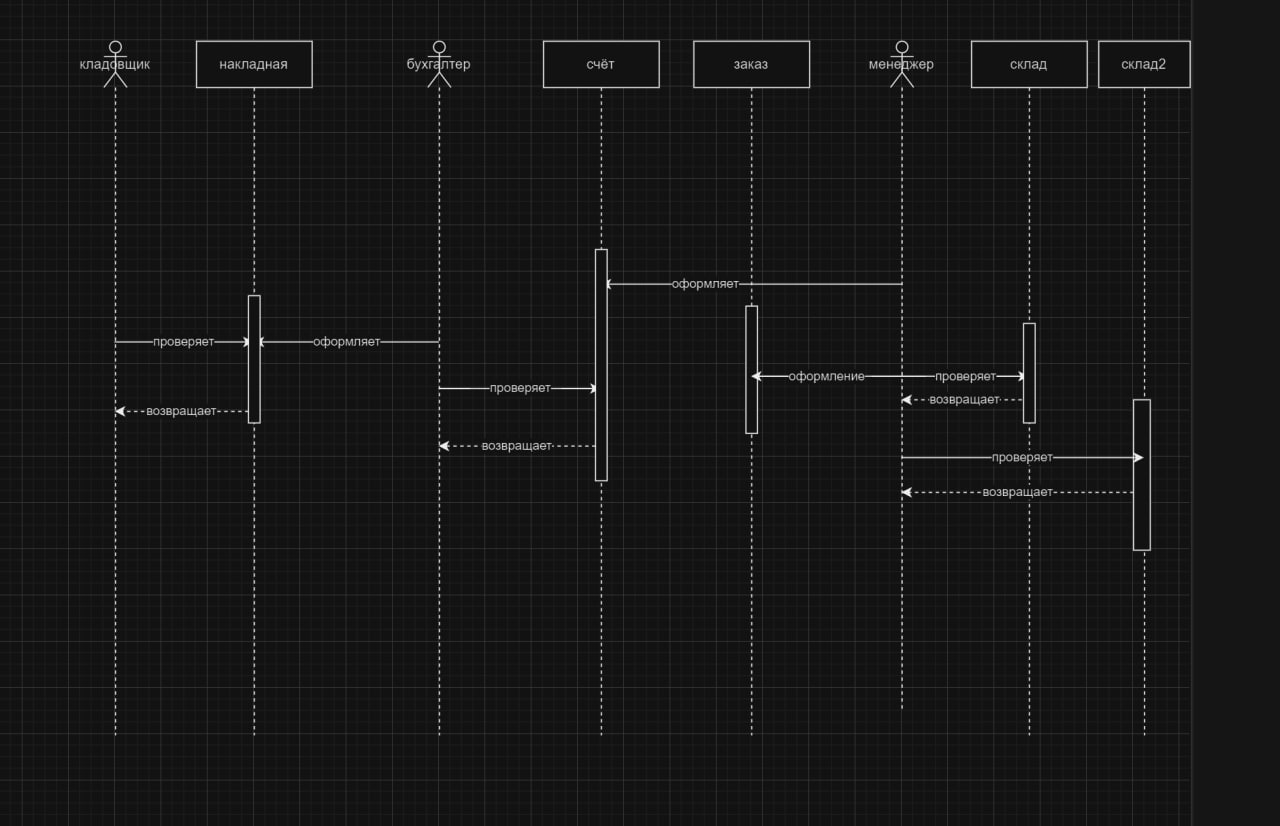 кладовщик
накладная
бухгалтер
счёт
заказ
менеджер
склад
склад2
оформляет
проверяет
оформляет
оформление
проверяет
проверяет
возвращает
возвращает
возвращает
проверяет
возвращает